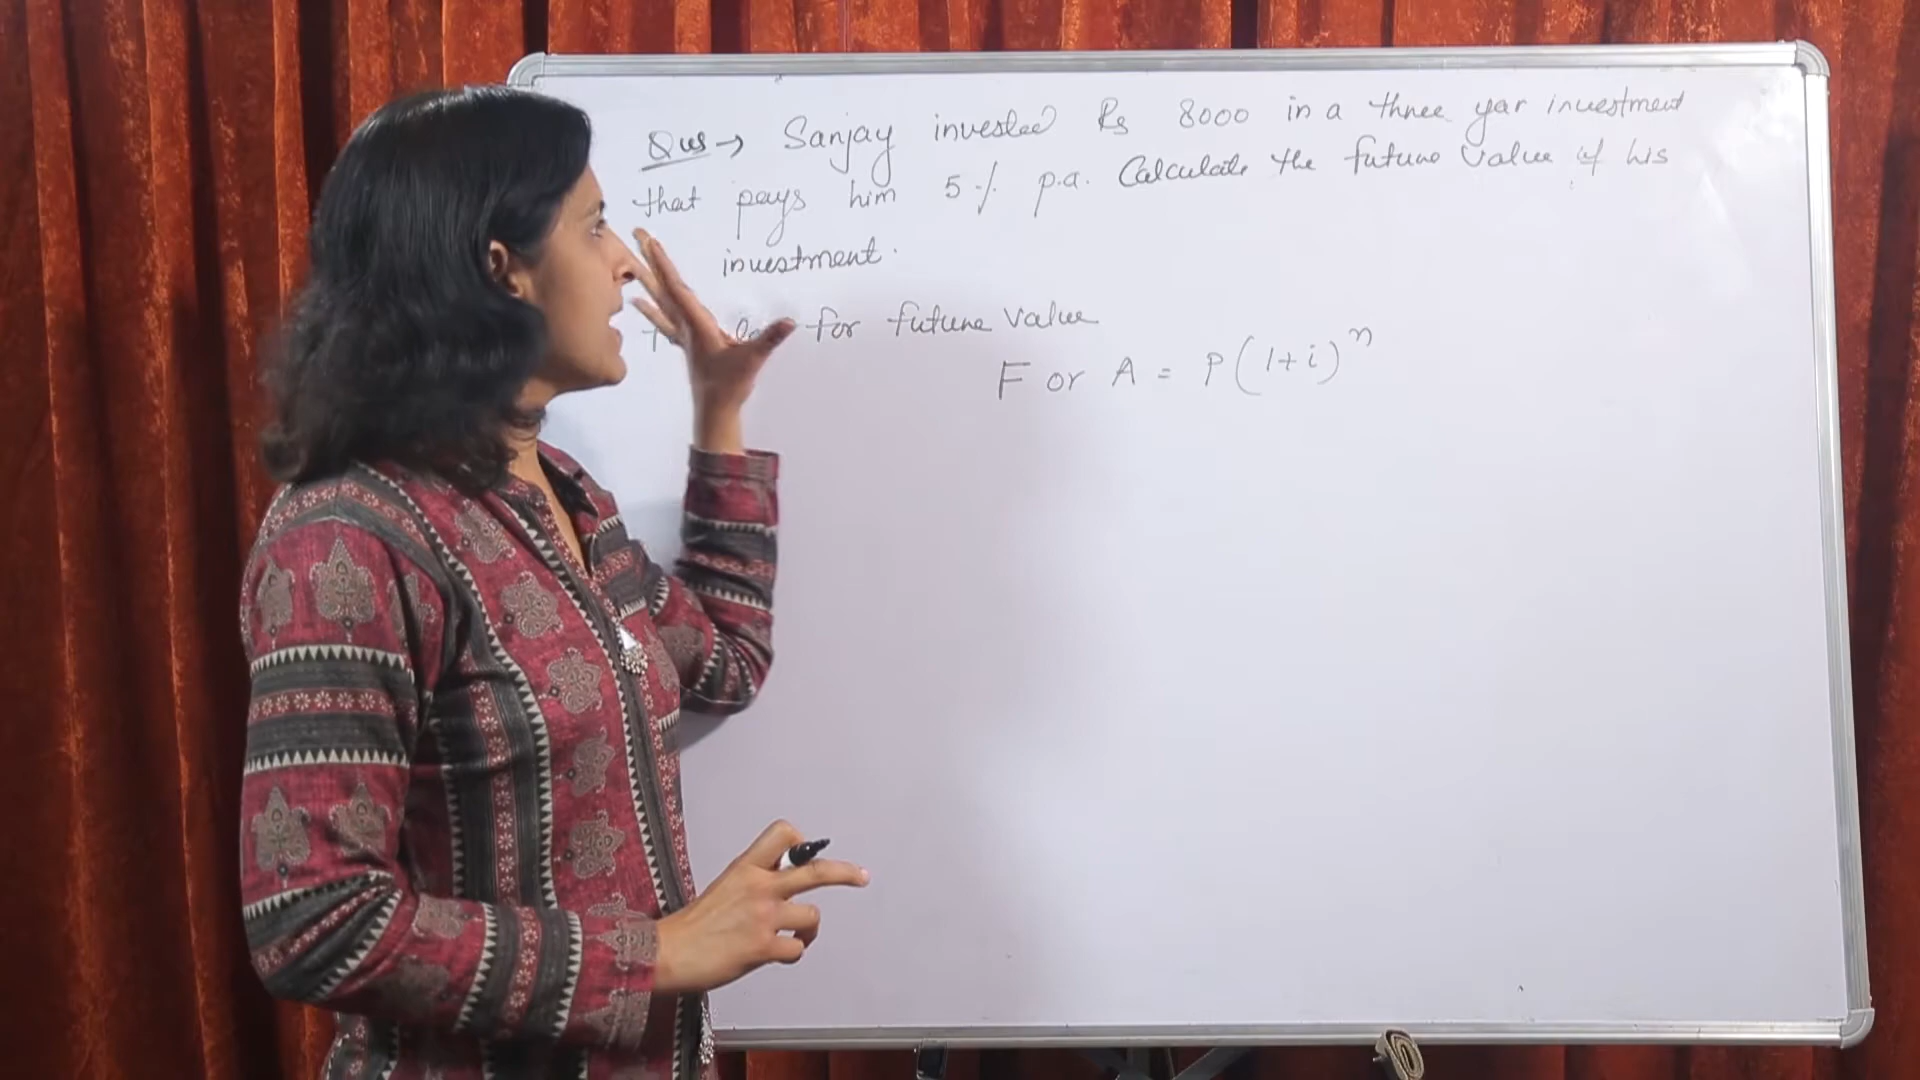 Ques → Sanjay invested Rs 8000 in a three year investment
that pays him 5% p.a. Calculate the future value of his
investment.
for future value
F or A = P(1+i)^n